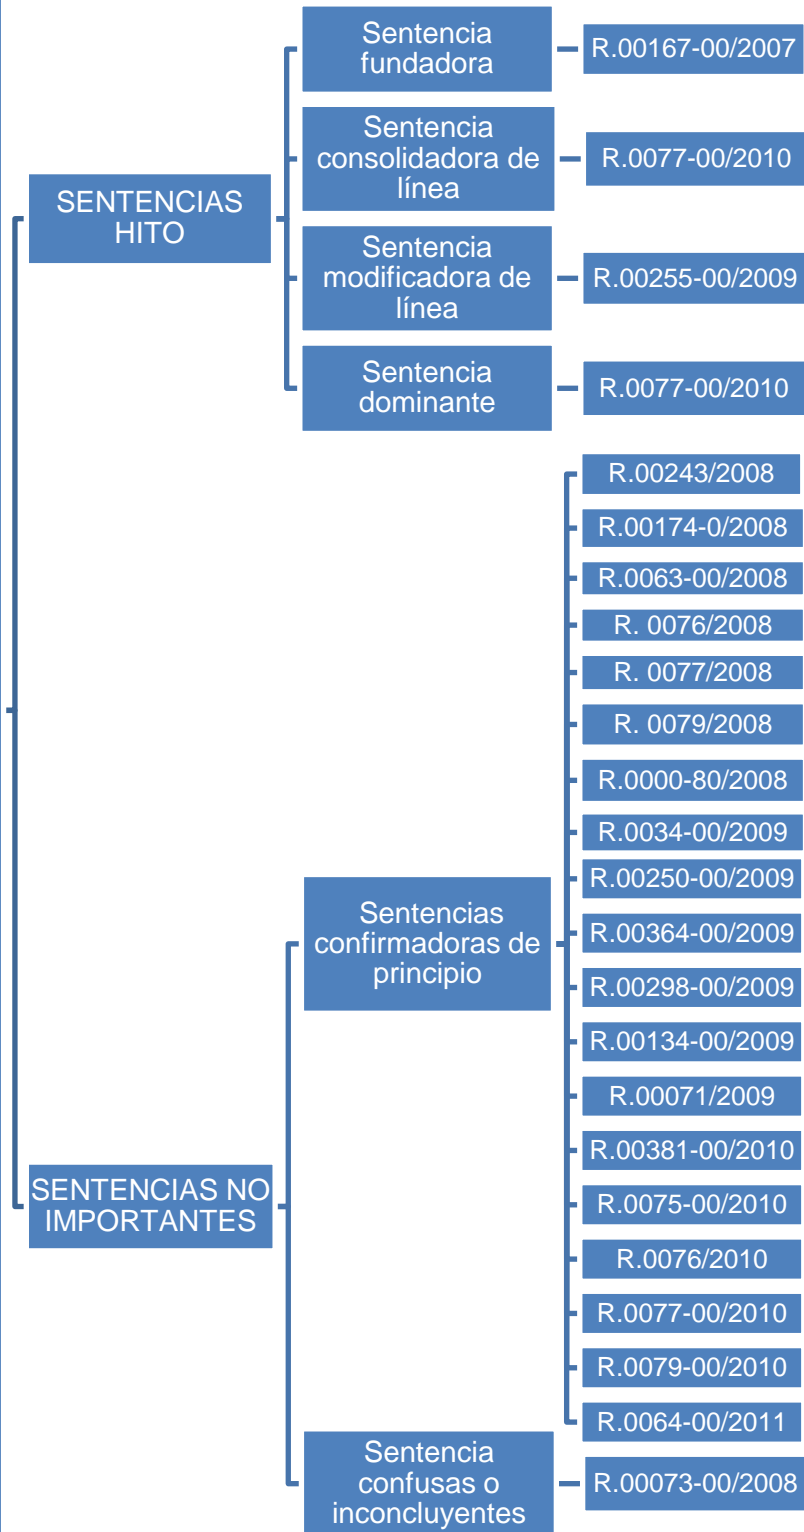 SENTENCIAS
HITO
Sentencia
fundadora
R.00167-00/2007
Sentencia
consolidadora de
línea
R.0077-00/2010
Sentencia
modificadora de
línea
R.00255-00/2009
Sentencia
dominante
R.0077-00/2010
SENTENCIAS NO
IMPORTANTES
Sentencias
confirmadoras de
principio
R.00243/2008
R.00174-0/2008
R.0063-00/2008
R. 0076/2008
R. 0077/2008
R. 0079/2008
R.0000-80/2008
R.0034-00/2009
R.00250-00/2009
R.00364-00/2009
R.00298-00/2009
R.00134-00/2009
R.00071/2009
R.00381-00/2010
R.0075-00/2010
R.0076/2010
R.0077-00/2010
R.0079-00/2010
R.0064-00/2011
Sentencia
confusas o
inconcluyentes
R.00073-00/2008